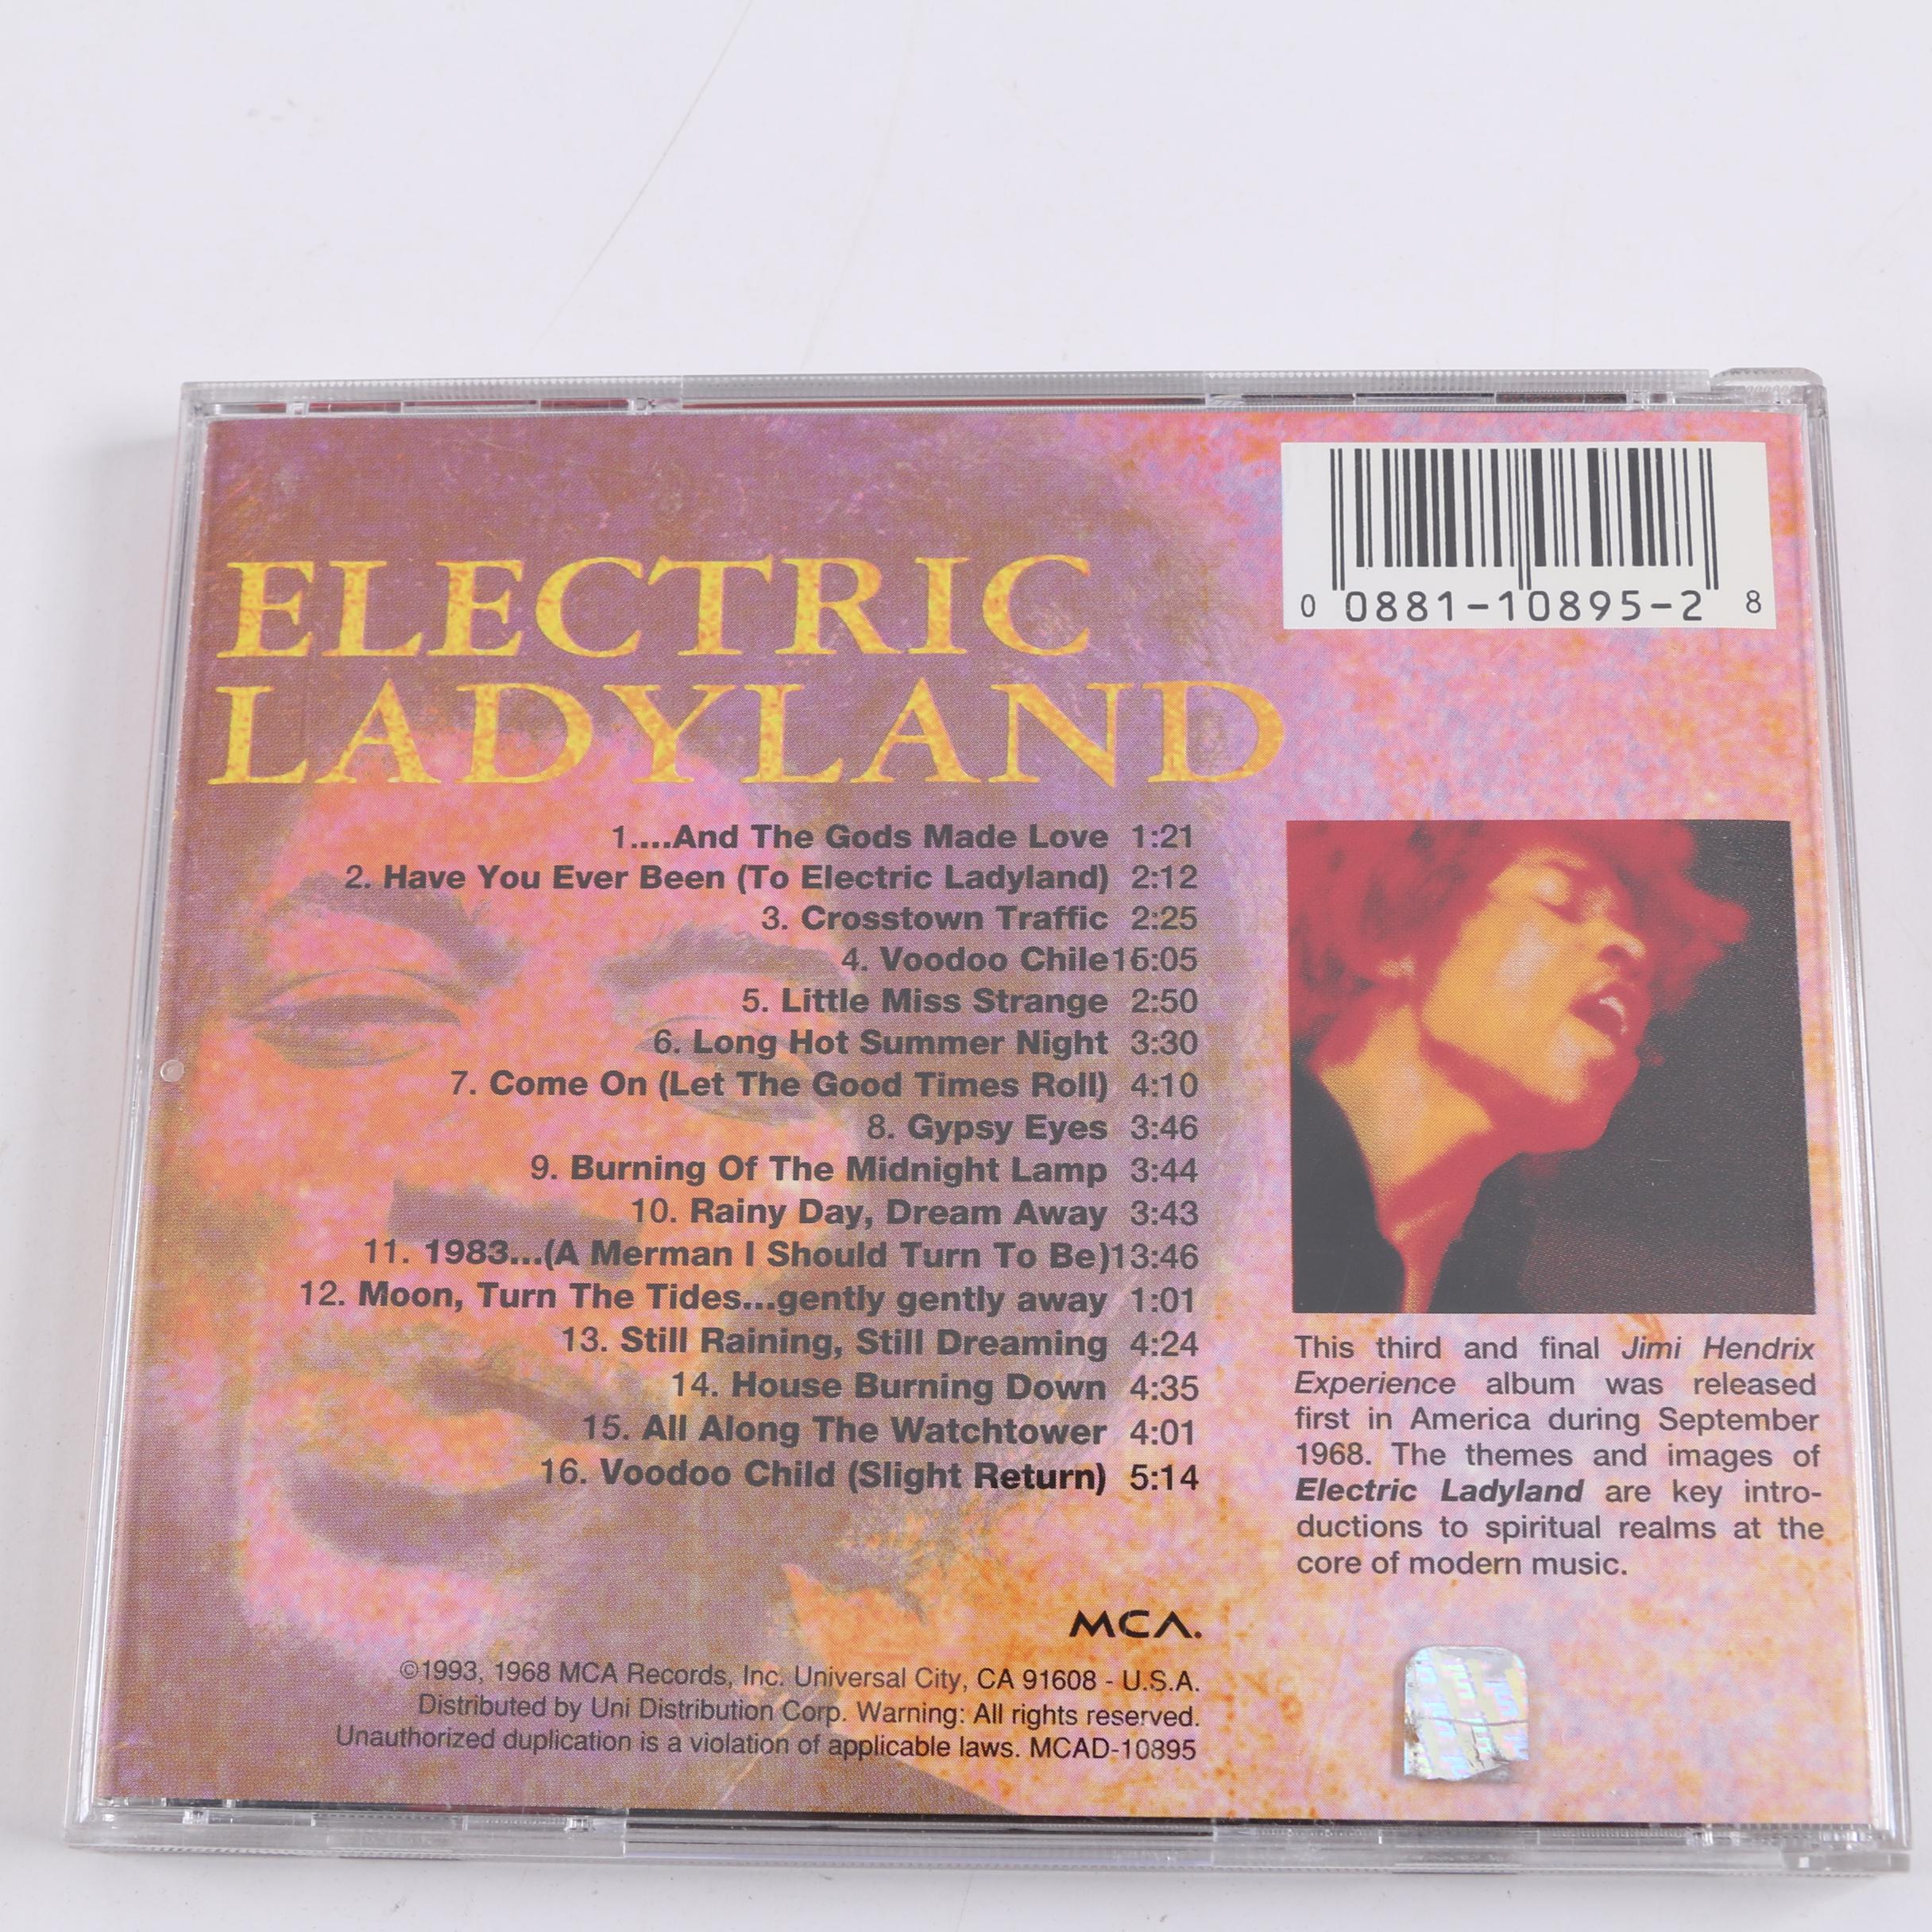 ELECTRIC
LADYLAND
0 0881-10895-2 8
1....And The Gods Made Love 1:21
2. Have You Ever Been (To Electric Ladyland) 2:12
3. Crosstown Traffic 2:25
4. Voodoo Chile 15:05
5. Little Miss Strange 2:50
6. Long Hot Summer Night 3:30
7. Come On (Let The Good Times Roll) 4:10
8. Gypsy Eyes 3:46
9. Burning Of The Midnight Lamp 3:44
10. Rainy Day, Dream Away 3:43
11. 1983...(A Merman I Should Turn To Be)13:46
12. Moon, Turn The Tides...gently gently away 1:01
13. Still Raining, Still Dreaming 4:24
14. House Burning Down 4:35
15. All Along The Watchtower 4:01
16. Voodoo Child (Slight Return) 5:14
This third and final Jimi Hendrix
Experience album was released
first in America during September
1968. The themes and images of
Electric Ladyland are key intro-
ductions to spiritual realms at the
core of modern music.
MCA.
©1993, 1968 MCA Records, Inc. Universal City, CA 91608 - U.S.A.
Distributed by Uni Distribution Corp. Warning: All rights reserved.
Unauthorized duplication is a violation of applicable laws. MCAD-10895